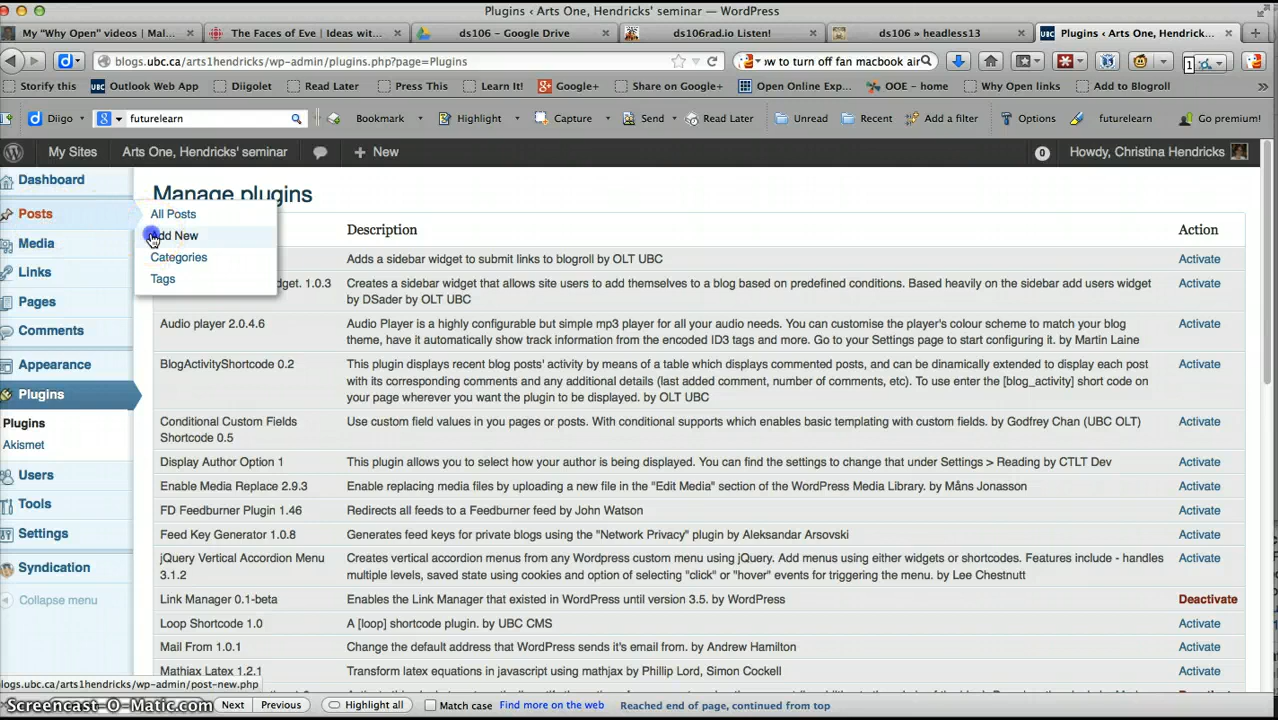 Plugins ‹ Arts One, Hendricks' seminar — WordPress
My "Why Open" videos | Mal... × The Faces of Eve | Ideas wit... × ds106 – Google Drive × ds106rad.io Listen! × ds106 » headless13 × UBC Plugins ‹ Arts One, Hendric... × +
blogs.ubc.ca/arts1hendricks/wp-admin/plugins.php?page=Plugins
ow to turn off fan macbook air
1
Storify this UBC Outlook Web App Diigolet Read Later Press This Learn It! Google+ Share on Google+ Open Online Exp... OOE - home Why Open links Add to Blogroll »
Diigo futurelearn Bookmark Highlight Capture Send Read Later Unread Recent Add a filter Options futurelearn Go premium!
My Sites Arts One, Hendricks' seminar + New 0 Howdy, Christina Hendricks
Dashboard
Posts
Media
Links
Pages
Comments
Appearance
Plugins
Plugins
Akismet
Users
Tools
Settings
Syndication
Collapse menu
All Posts
Add New
Categories
Tags
Manage plugins
Description Action
Adds a sidebar widget to submit links to blogroll by OLT UBC Activate
dget. 1.0.3 Creates a sidebar widget that allows site users to add themselves to a blog based on predefined conditions. Based heavily on the sidebar add users widget Activate
by DSader by OLT UBC
Audio player 2.0.4.6 Audio Player is a highly configurable but simple mp3 player for all your audio needs. You can customise the player's colour scheme to match your blog Activate
theme, have it automatically show track information from the encoded ID3 tags and more. Go to your Settings page to start configuring it. by Martin Laine
BlogActivityShortcode 0.2 This plugin displays recent blog posts' activity by means of a table which displays commented posts, and can be dinamically extended to display each Activate
post with its corresponding comments and any additional details (last added comment, number of comments, etc). To use enter the [blog_activity] short code on
your page wherever you want the plugin to be displayed. by OLT UBC
Conditional Custom Fields Use custom field values in you pages or posts. With conditional supports which enables basic templating with custom fields. by Godfrey Chan (UBC OLT) Activate
Shortcode 0.5
Display Author Option 1 This plugin allows you to select how your author is being displayed. You can find the settings to change that under Settings > Reading by CTLT Dev Activate
Enable Media Replace 2.9.3 Enable replacing media files by uploading a new file in the "Edit Media" section of the WordPress Media Library. by Måns Jonasson Activate
FD Feedburner Plugin 1.46 Redirects all feeds to a Feedburner feed by John Watson Activate
Feed Key Generator 1.0.8 Generates feed keys for private blogs using the "Network Privacy" plugin by Aleksandar Arsovski Activate
jQuery Vertical Accordion Menu Creates vertical accordion menus from any Wordpress custom menu using jQuery. Add menus using either widgets or shortcodes. Features include - handles Activate
3.1.2 multiple levels, saved state using cookies and option of selecting "click" or "hover" events for triggering the menu. by Lee Chestnutt
Link Manager 0.1-beta Enables the Link Manager that existed in WordPress until version 3.5. by WordPress Deactivate
Loop Shortcode 1.0 A [loop] shortcode plugin. by UBC CMS Activate
Mail From 1.0.1 Change the default address that WordPress sends it's email from. by Andrew Hamilton Activate
Mathjax Latex 1.2.1 Transform latex equations in javascript using mathjax by Phillip Lord, Simon Cockell Activate
logs.ubc.ca/arts1hendricks/wp-admin/post-new.php
Screencast-O-Matic.com Next Previous Highlight all Match case Find more on the web Reached end of page, continued from top